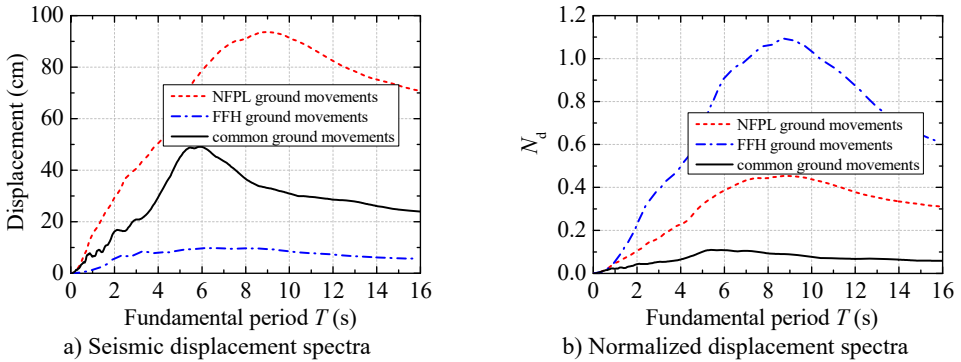 100
80
60
40
20
0
Displacement (cm)
NFPL ground movements
FFH ground movements
common ground movements
0 2 4 6 8 10 12 14 16
Fundamental period T (s)
a) Seismic displacement spectra
1.2
1.0
0.8
0.6
0.4
0.2
0.0
Nd
NFPL ground movements
FFH ground movements
common ground movements
0 2 4 6 8 10 12 14 16
Fundamental period T (s)
b) Normalized displacement spectra